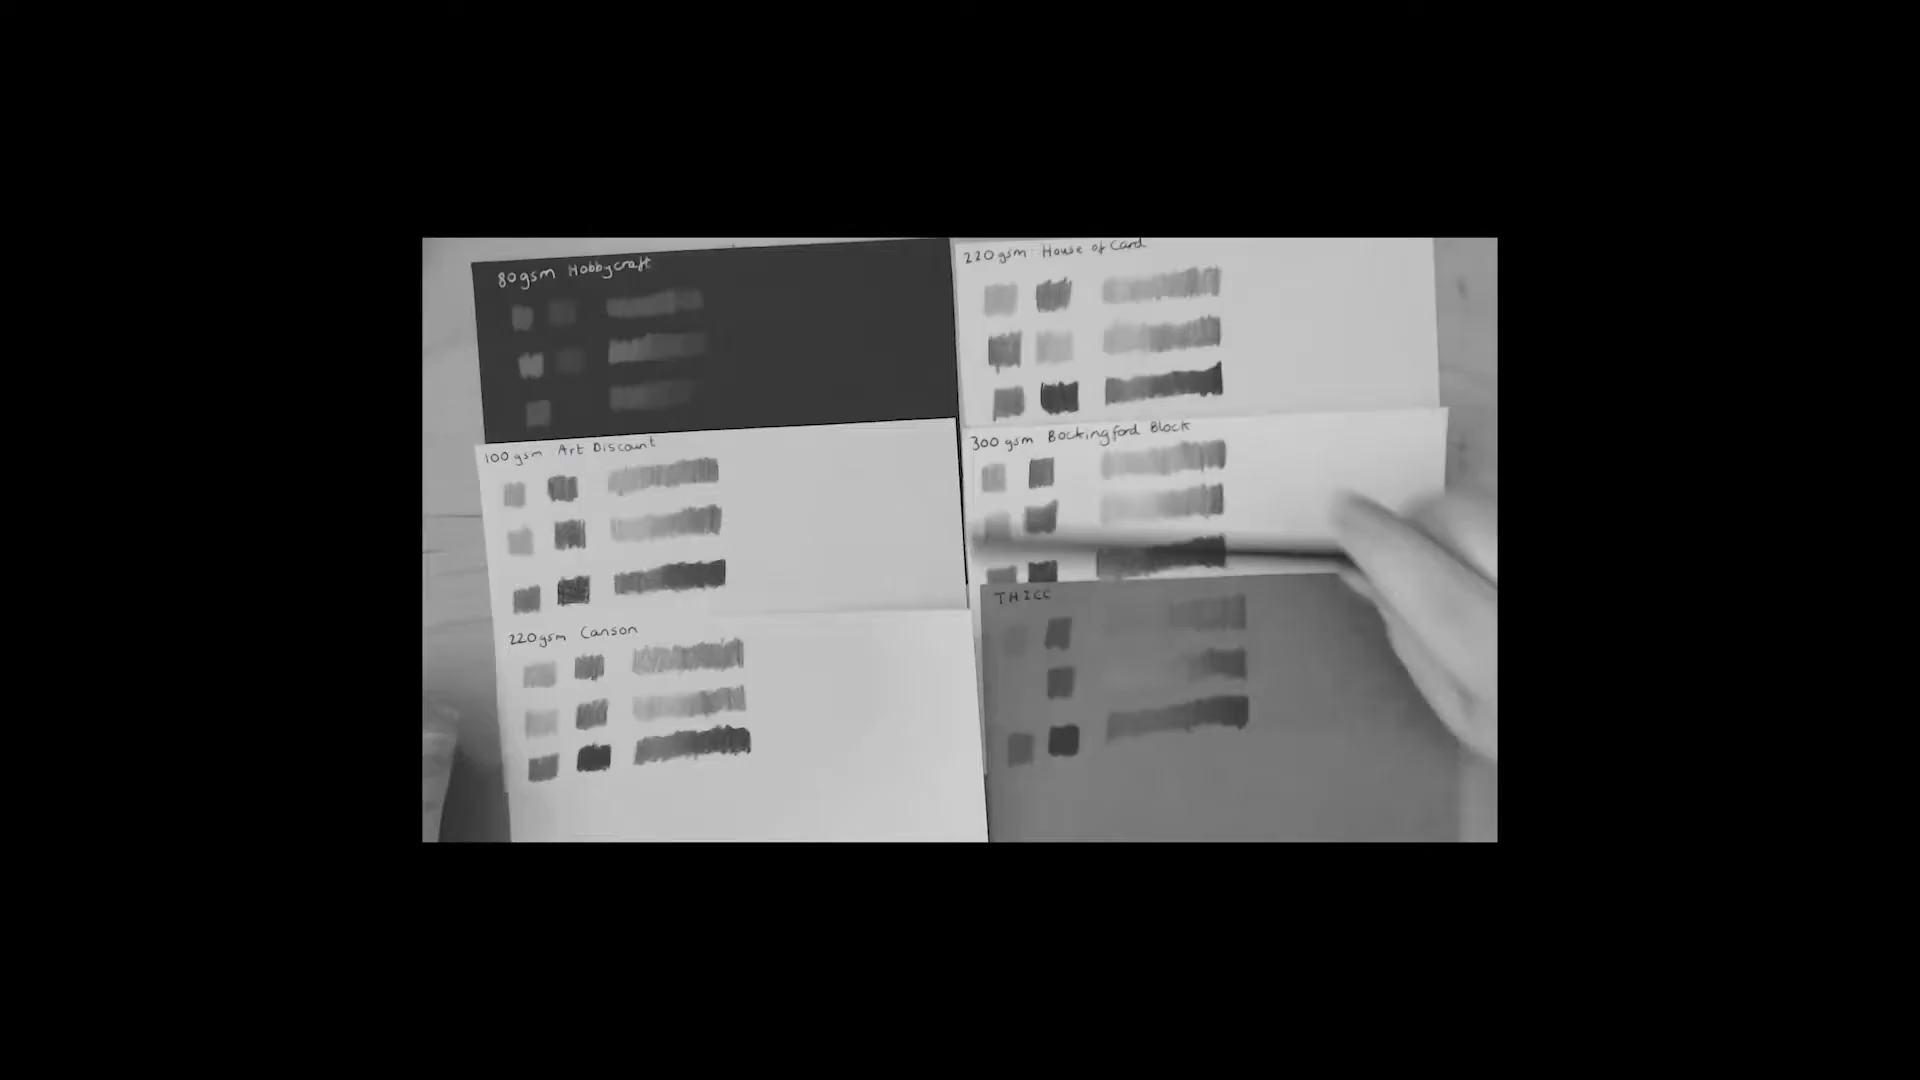 80gsm Hobbycraft
100gsm Art Discount
220gsm Canson
220gsm House of Card
300gsm Bockingford Block
THICC